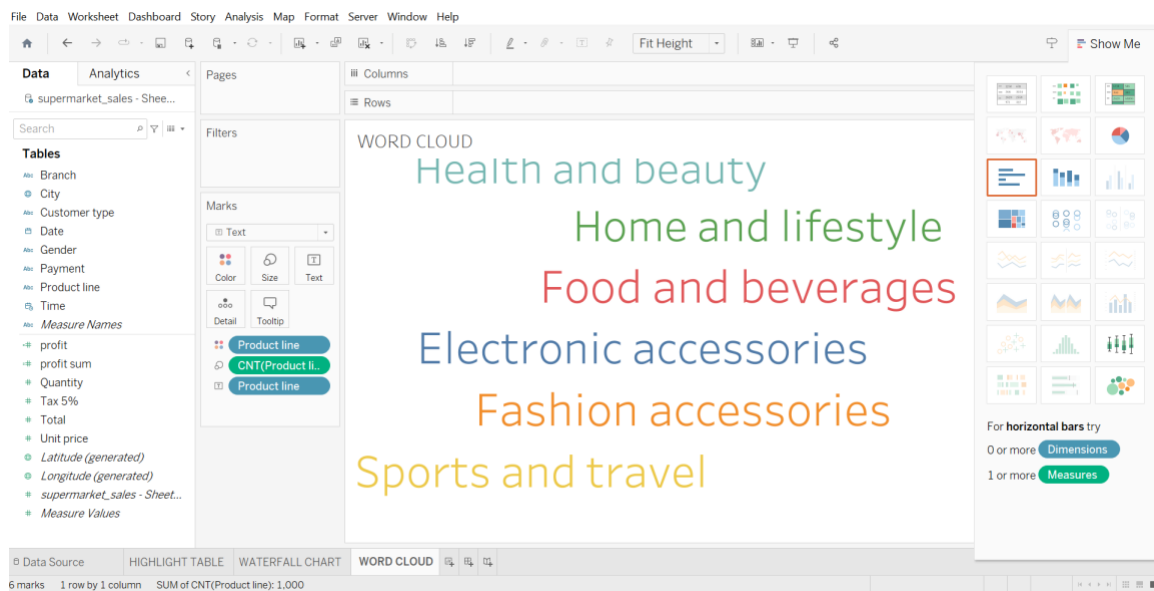 File Data Worksheet Dashboard Story Analysis Map Format Server Window Help
Fit Height
Show Me
Data Analytics
supermarket_sales - Shee...
Search
Tables
Branch
City
Customer type
Date
Gender
Payment
Product line
Time
Measure Names
profit
profit sum
Quantity
Tax 5%
Total
Unit price
Latitude (generated)
Longitude (generated)
supermarket_sales - Sheet...
Measure Values
Pages
Filters
Marks
Text
Color Size Text
Detail Tooltip
Product line
CNT(Product li..
Product line
Columns
Rows
WORD CLOUD
Health and beauty
Home and lifestyle
Food and beverages
Electronic accessories
Fashion accessories
Sports and travel
For horizontal bars try
0 or more Dimensions
1 or more Measures
Data Source HIGHLIGHT TABLE WATERFALL CHART WORD CLOUD
6 marks 1 row by 1 column SUM of CNT(Product line): 1,000